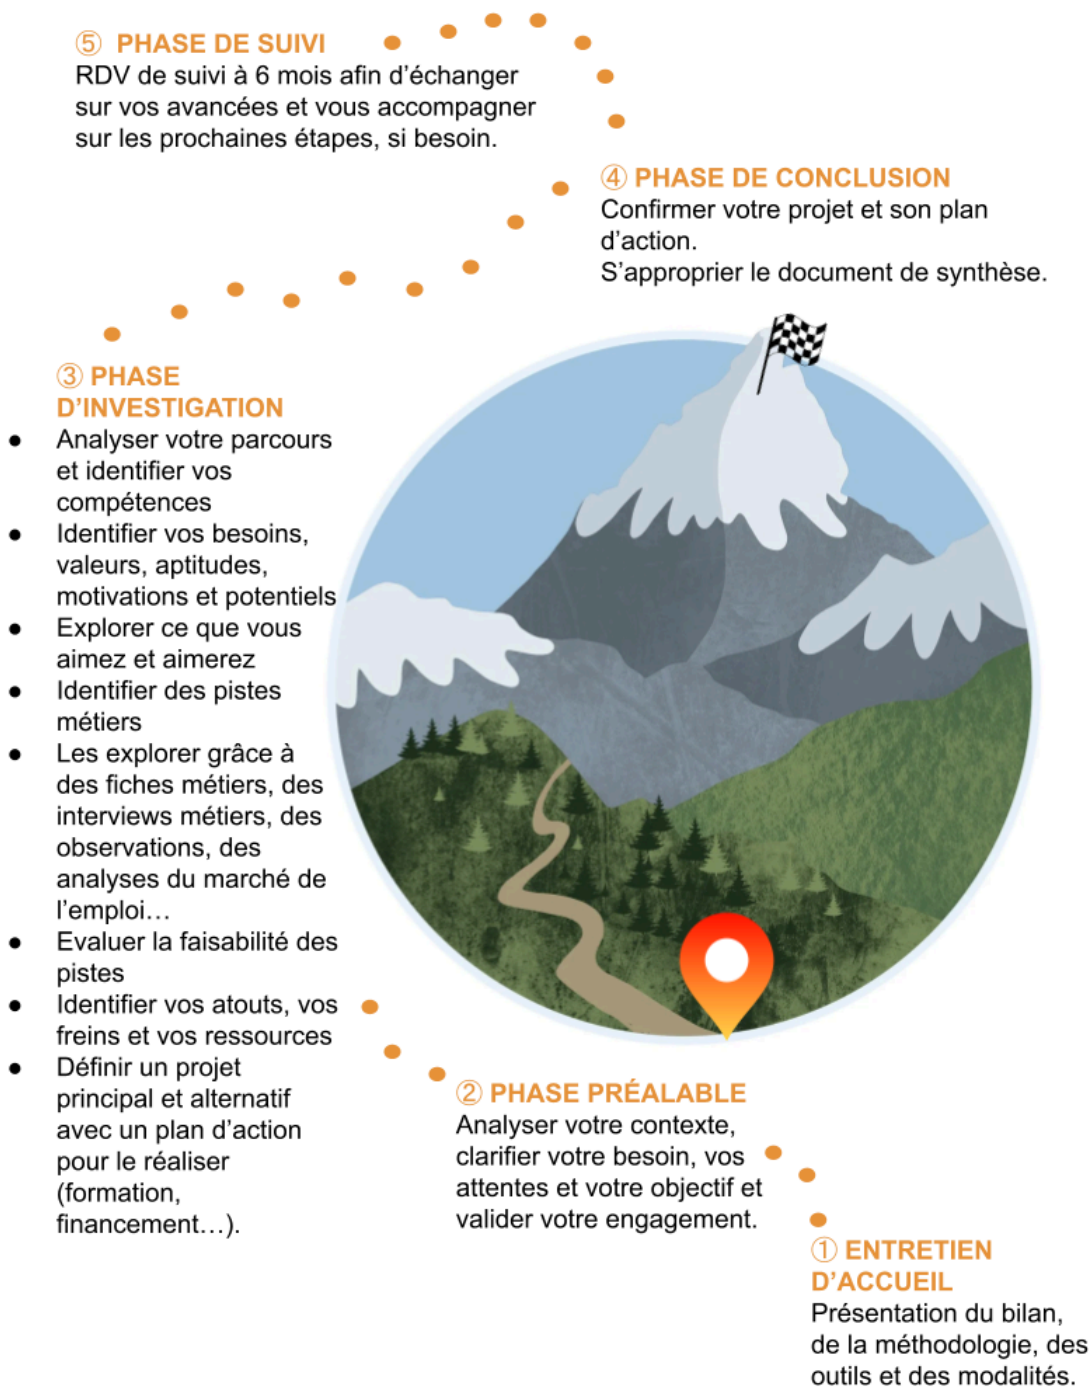 ⑤ PHASE DE SUIVI
RDV de suivi à 6 mois afin d’échanger
sur vos avancées et vous accompagner
sur les prochaines étapes, si besoin.
④ PHASE DE CONCLUSION
Confirmer votre projet et son plan
d’action.
S’approprier le document de synthèse.
③ PHASE
D’INVESTIGATION
● Analyser votre parcours
et identifier vos
compétences
● Identifier vos besoins,
valeurs, aptitudes,
motivations et potentiels
● Explorer ce que vous
aimez et aimerez
● Identifier des pistes
métiers
● Les explorer grâce à
des fiches métiers, des
interviews métiers, des
observations, des
analyses du marché de
l’emploi…
● Evaluer la faisabilité des
pistes
● Identifier vos atouts, vos
freins et vos ressources
● Définir un projet
principal et alternatif
avec un plan d’action
pour le réaliser
(formation,
financement…).
② PHASE PRÉALABLE
Analyser votre contexte,
clarifier votre besoin, vos
attentes et votre objectif et
valider votre engagement.
① ENTRETIEN
D’ACCUEIL
Présentation du bilan,
de la méthodologie, des
outils et des modalités.